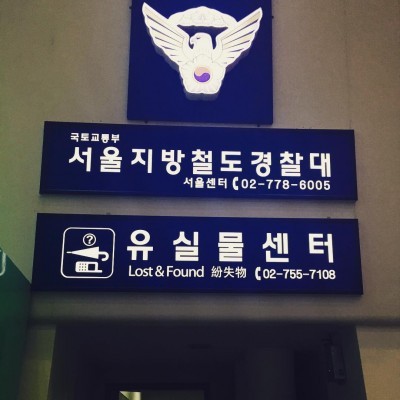 국토교통부
서울지방철도경찰대
서울센터 02-778-6005
유실물센터
Lost & Found 紛失物 02-755-7108